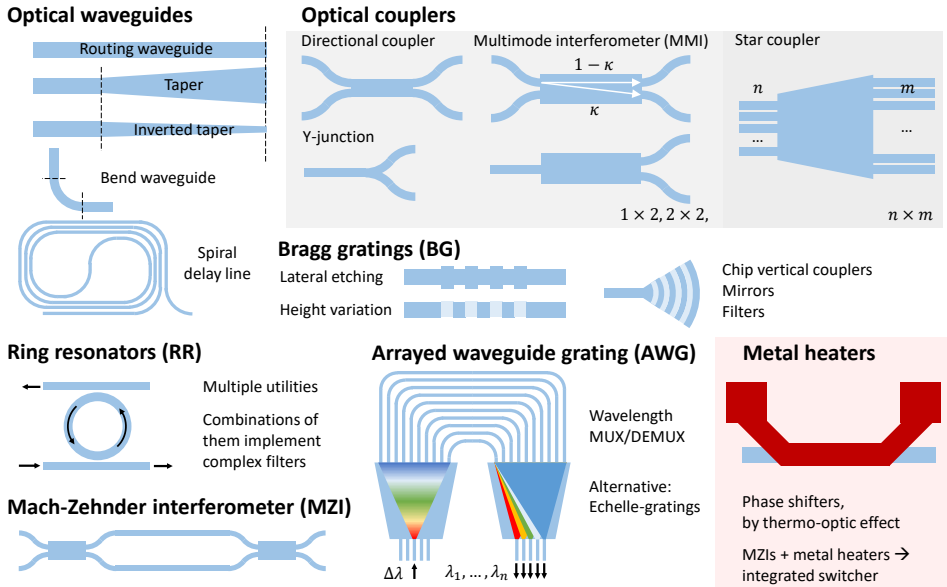 Optical waveguides
Routing waveguide
Taper
Inverted taper
Bend waveguide
Spiral
delay line
Optical couplers
Directional coupler
Multimode interferometer (MMI)
1 − κ
κ
Y-junction
1 × 2, 2 × 2,
Star coupler
n
m
...
...
n × m
Bragg gratings (BG)
Lateral etching
Height variation
Chip vertical couplers
Mirrors
Filters
Ring resonators (RR)
Multiple utilities
Combinations of
them implement
complex filters
Mach-Zehnder interferometer (MZI)
Arrayed waveguide grating (AWG)
Wavelength
MUX/DEMUX
Alternative:
Echelle-gratings
Δλ
λ₁, ..., λₙ
Metal heaters
Phase shifters,
by thermo-optic effect
MZIs + metal heaters →
integrated switcher